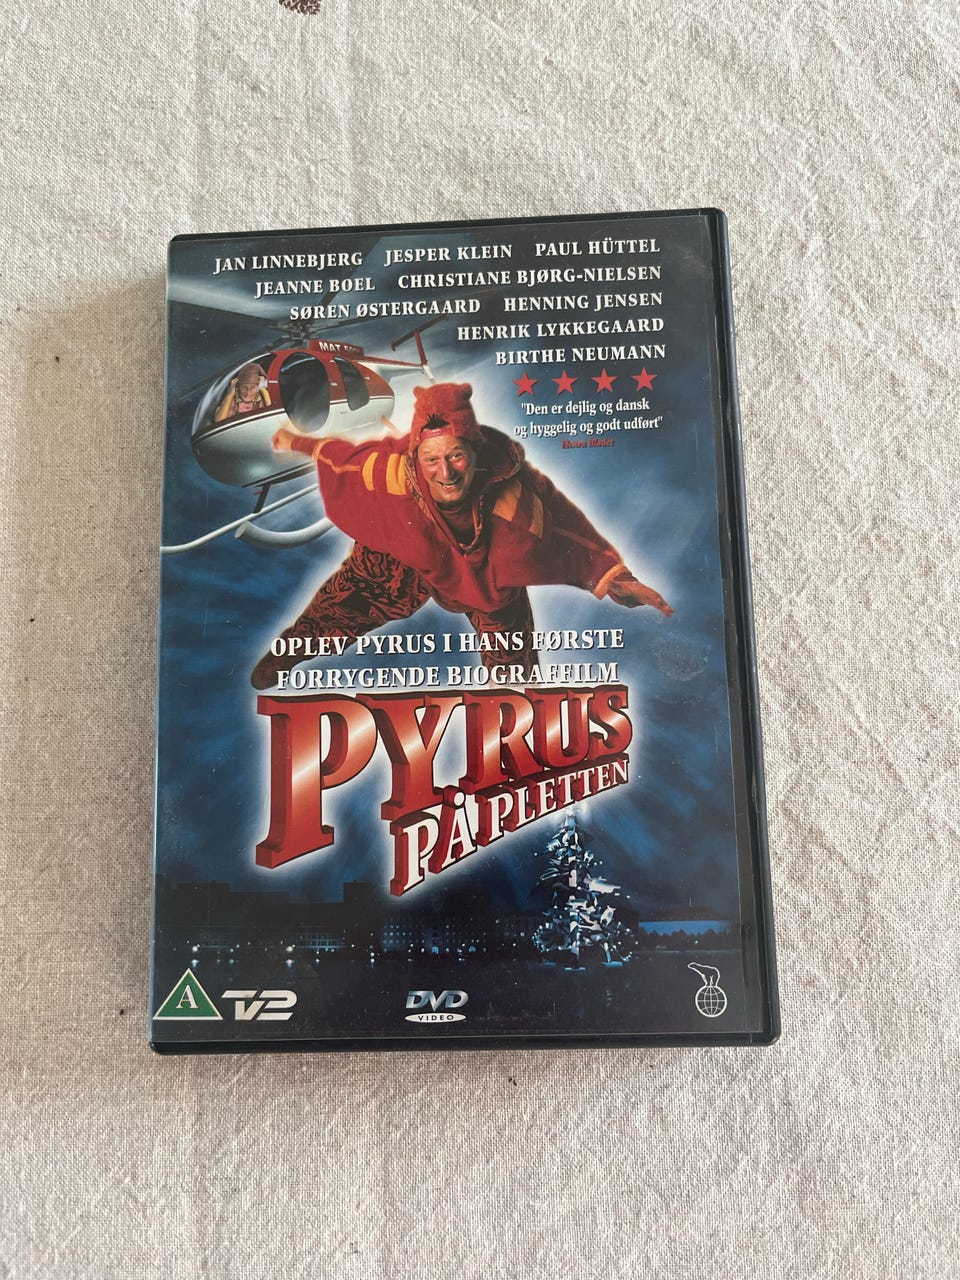 JAN LINNEBJERG JESPER KLEIN PAUL HÜTTEL
JEANNE BOEL CHRISTIANE BJØRG-NIELSEN
SØREN ØSTERGAARD HENNING JENSEN
HENRIK LYKKEGAARD
BIRTHE NEUMANN
"Den er dejlig og dansk
og hyggelig og godt udført"
Ekstra Bladet
OPLEV PYRUS I HANS FØRSTE
FORRYGENDE BIOGRAFFILM
PYRUS
PÅ PLETTEN
A
TV2
DVD
VIDEO